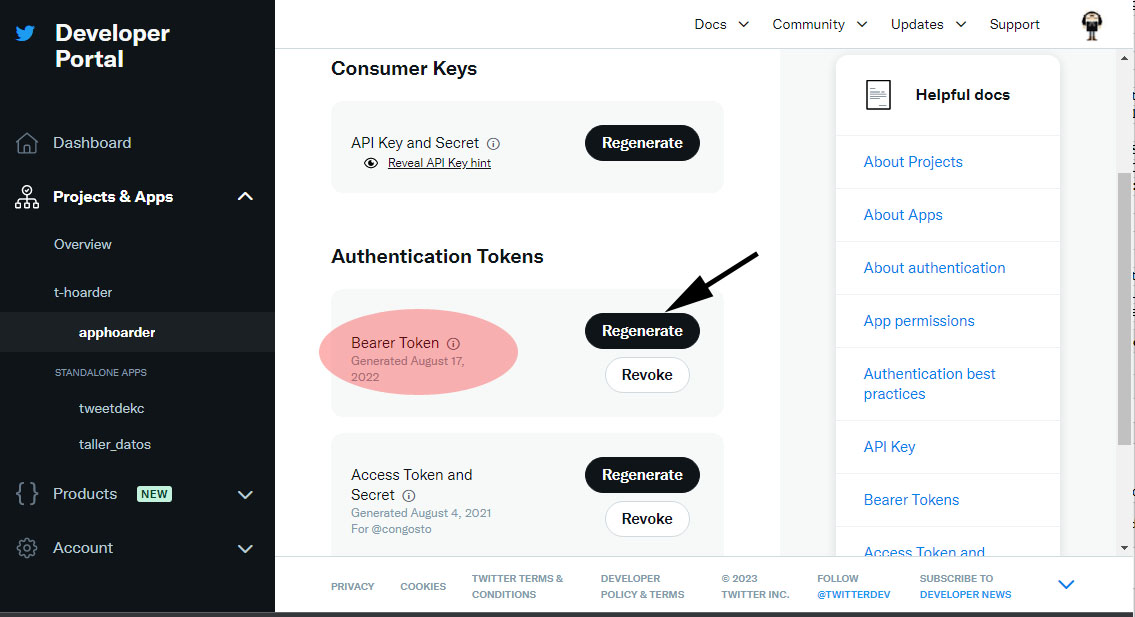 Developer
Portal
Dashboard
Projects & Apps
Overview
t-hoarder
apphoarder
STANDALONE APPS
tweetdekc
taller_datos
Products NEW
Account
Docs Community Updates Support
Consumer Keys
API Key and Secret
Reveal API Key hint
Regenerate
Authentication Tokens
Bearer Token
Generated August 17,
2022
Regenerate
Revoke
Access Token and
Secret
Generated August 4, 2021
For @congosto
Regenerate
Revoke
Helpful docs
About Projects
About Apps
About authentication
App permissions
Authentication best
practices
API Key
Bearer Tokens
Access Token and
PRIVACY
COOKIES
TWITTER TERMS &
CONDITIONS
DEVELOPER
POLICY & TERMS
© 2023
TWITTER INC.
FOLLOW
@TWITTERDEV
SUBSCRIBE TO
DEVELOPER NEWS